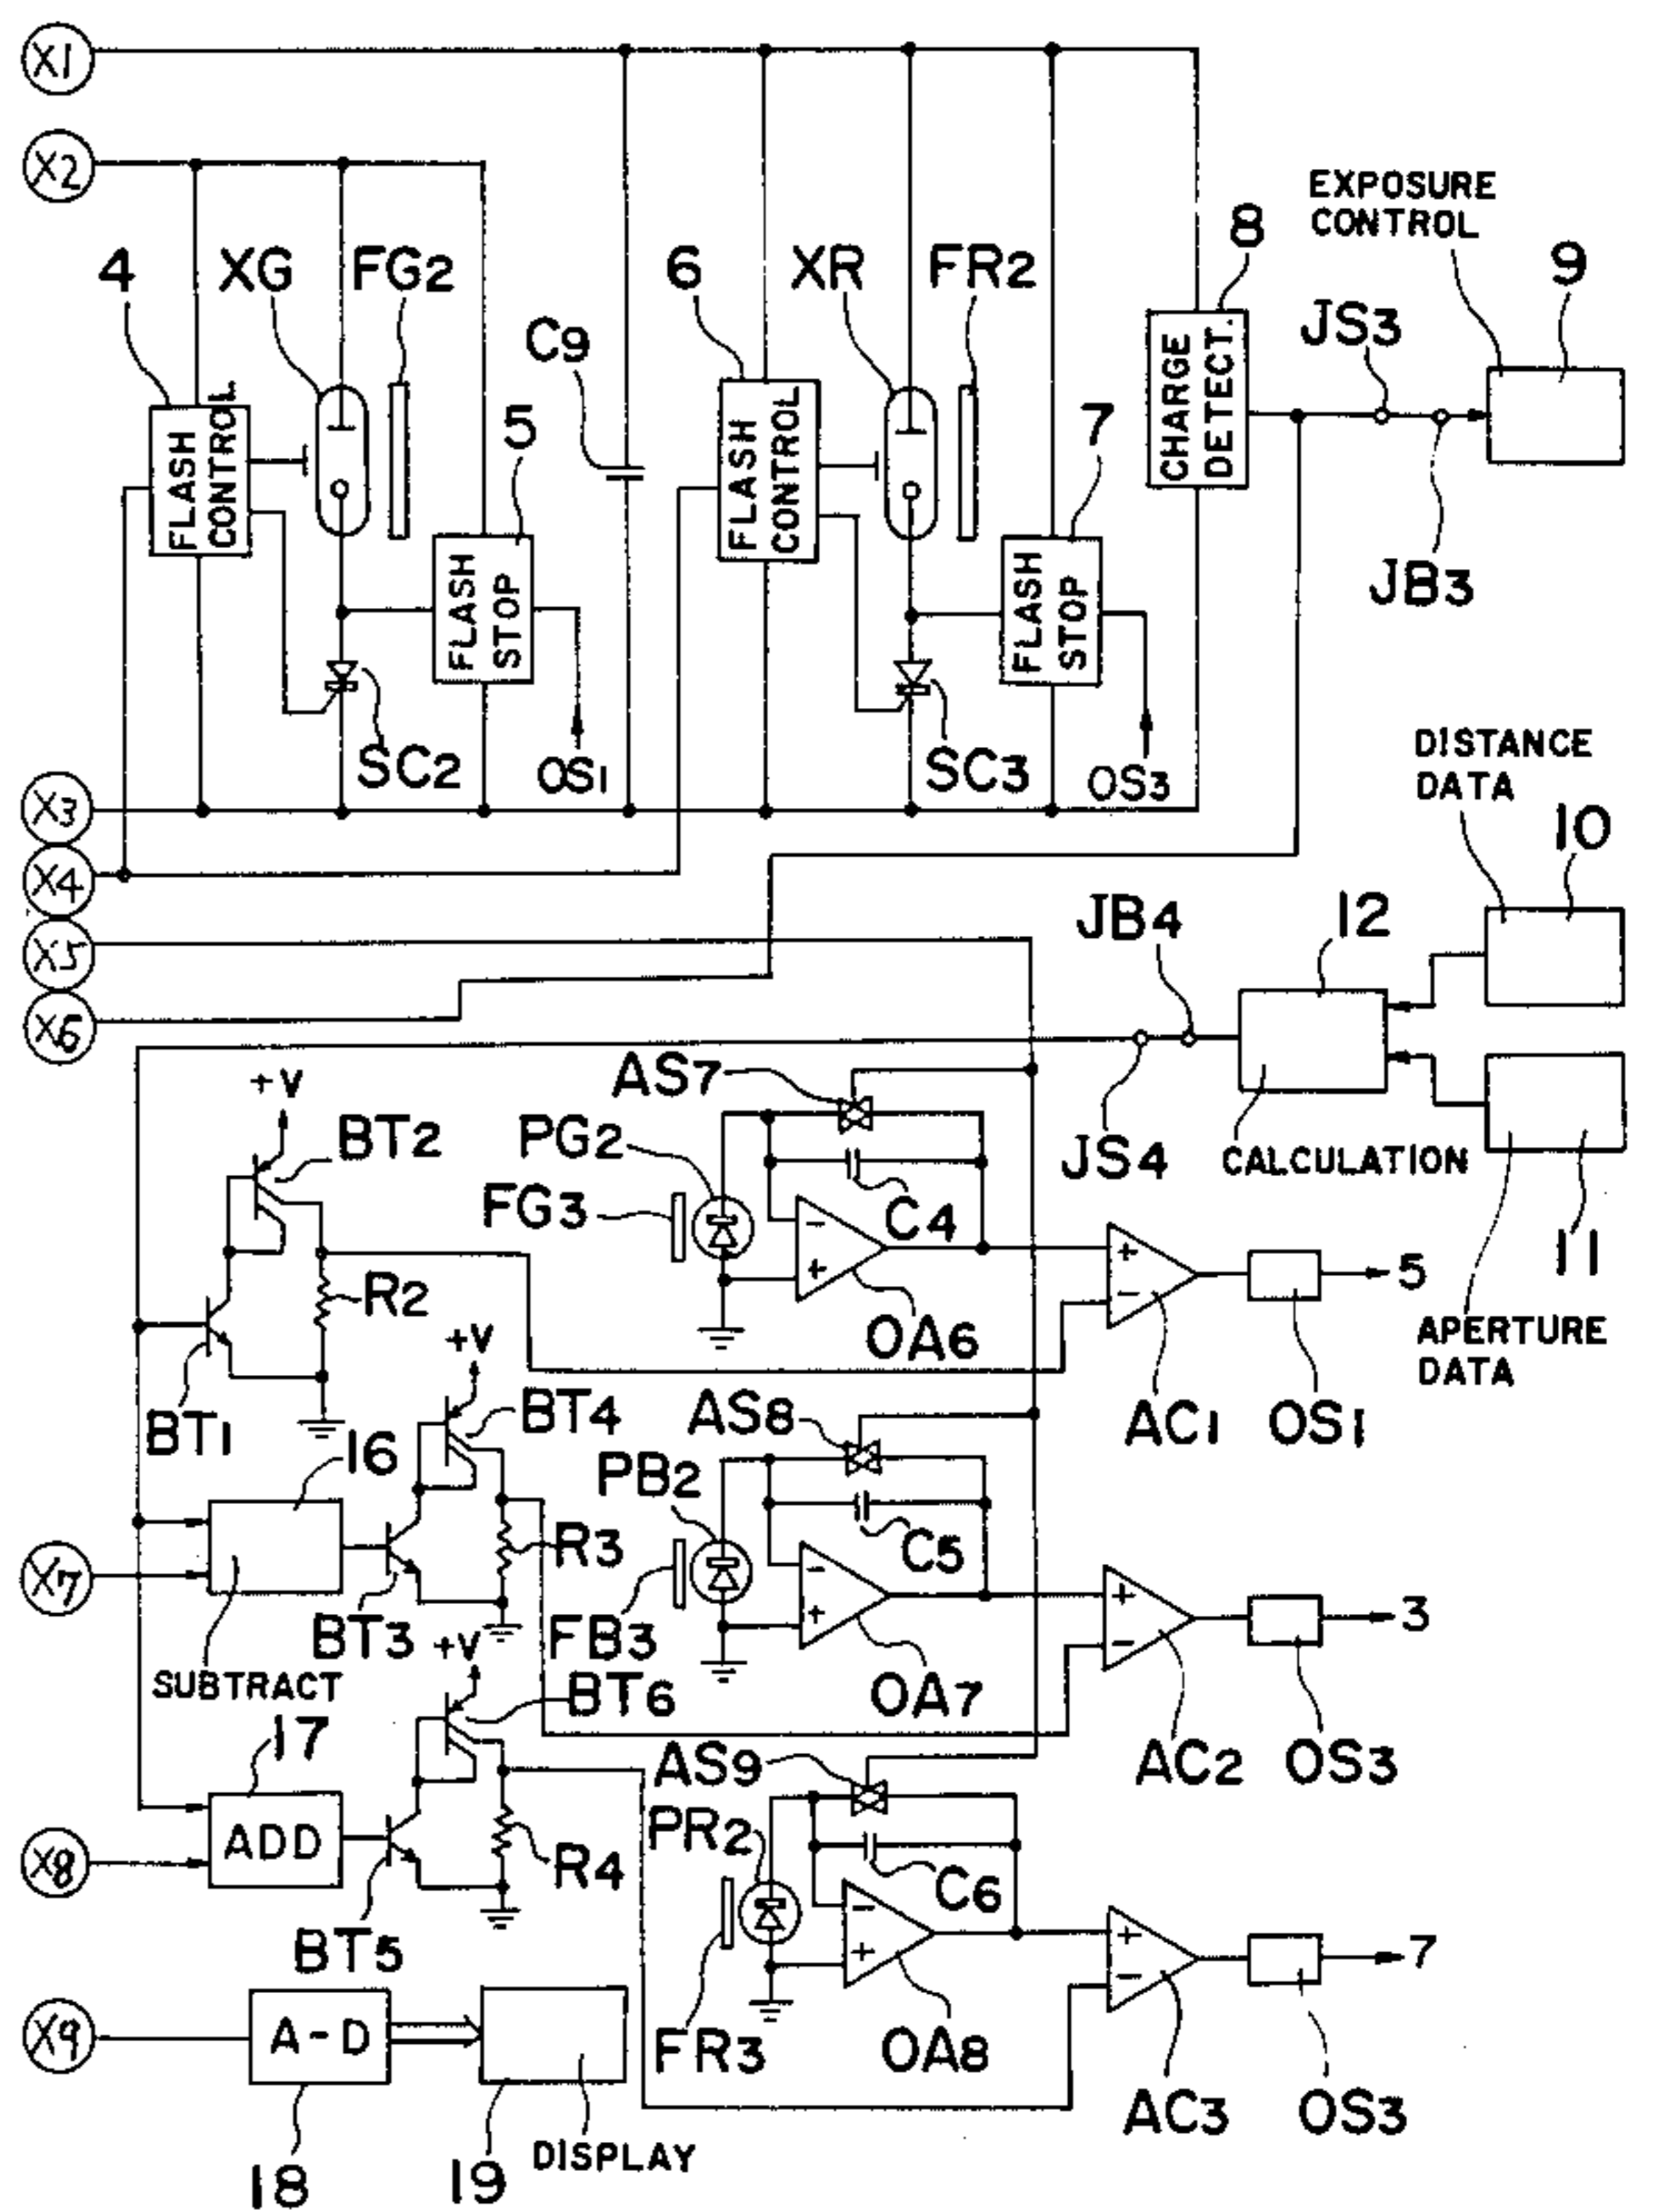 X1
X2
EXPOSURE
CONTROL
8
9
4
XG
FG2
6
XR
FR2
JS3
C9
CHARGE
DETECT.
FLASH
CONTROL
5
FLASH
CONTROL
7
JB3
FLASH
STOP
FLASH
STOP
SC2
OS1
SC3
OS3
DISTANCE
DATA
10
X3
X4
JB4
12
X5
X6
+V
AS7
BT2
PG2
JS4
CALCULATION
FG3
C4
11
5
R2
OA6
APERTURE
DATA
+V
BT1
BT4
AS8
AC1
OS1
16
PB2
R3
C5
X7
BT3
FB3
3
+V
SUBTRACT
BT6
OA7
17
AS9
AC2
OS3
PR2
ADD
X8
R4
C6
BT5
7
X9
A-D
FR3
OA8
AC3
OS3
DISPLAY
18
19